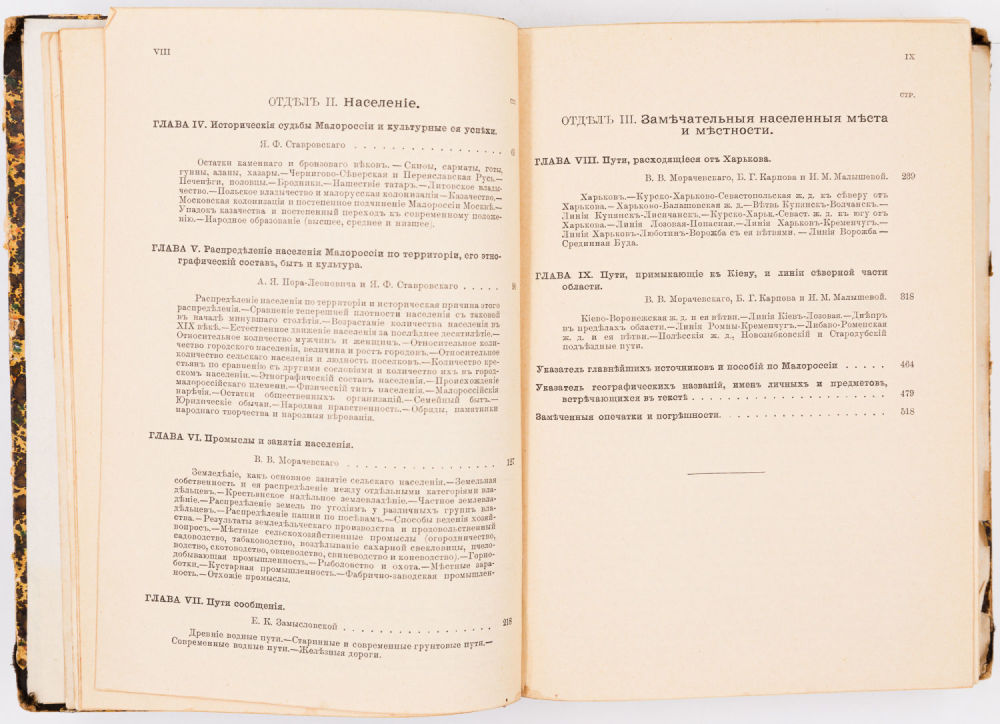 VIII
ОТДѢЛЪ II. Населеніе.
ГЛАВА IV. Историческія судьбы Малороссіи и культурные ея успѣхи.
Я. Ф. Ставровскаго
Остатки каменнаго и бронзоваго вѣковъ.—Скиѳы, сарматы, готы,
гунны, аланы, хазары.—Чернигово-Сѣверская и Переяславская Русь.—
Печенѣги, половцы.—Бродники.—Нашествіе татаръ.—Литовское влады-
чество.—Польское владычество и малорусская колонизація—Казачество.—
Московская колонизація и постепенное подчиненіе Малороссіи Москвѣ.—
Упадокъ казачества и постепенный переходъ къ современному положе-
нію.—Народное образованіе (высшее, среднее и низшее).
ГЛАВА V. Распредѣленіе населенія Малороссіи по территоріи, его этно-
графическій составъ, бытъ и культура.
А. Я. Пора-Леоновича и Я. Ф. Ставровскаго
Распредѣленіе населенія по территоріи и историческая причина этого
распредѣленія.—Сравненіе теперешней плотности населенія съ таковой
въ началѣ минувшаго столѣтія.—Возрастаніе количества населенія въ
XIX вѣкѣ.—Естественное движеніе населенія за послѣднее десятилѣтіе.—
Относительное количество мужчинъ и женщинъ.—Относительное коли-
чество городского населенія, величина и ростъ городовъ.—Относительное
количество сельскаго населенія и людность поселковъ.—Количество кре-
стьянъ по сравненію съ другими сословіями и количество ихъ въ город-
скомъ населеніи.—Этнографическій составъ населенія.—Происхожденіе
малороссійскаго племени.—Физическій типъ населенія.—Малороссійскія
нарѣчія.—Остатки общественныхъ организацій.—Семейный бытъ.—
Юридическіе обычаи.—Народная нравственность.—Обряды, памятники
народнаго творчества и народныя вѣрованія.
ГЛАВА VI. Промыслы и занятія населенія.
В. В. Морачевскаго 127
Земледѣліе, какъ основное занятіе сельскаго населенія.—Земельная
собственность и ея распредѣленіе между отдѣльными категоріями вла-
дѣльцевъ.—Крестьянское надѣльное землевладѣніе.—Частное землевла-
дѣніе.—Распредѣленіе земель по угодіямъ у различныхъ группъ вла-
дѣльцевъ.—Распредѣленіе пашни по посѣвамъ.—Способы веденія хозяй-
ства.—Результаты земледѣльческаго производства и продовольственный
вопросъ.—Мѣстные сельскохозяйственные промыслы (огородничество,
садоводство, табаководство, воздѣлываніе сахарной свекловицы, пчело-
водство, скотоводство, овцеводство, свиневодство и коневодство).—Горно-
добывающая промышленность.—Рыболовство и охота.—Мѣстные зара-
ботки.—Кустарная промышленность.—Фабрично-заводская промышлен-
ность.—Отхожіе промыслы.
ГЛАВА VII. Пути сообщенія.
Е. К. Замысловской 218
Древніе водные пути.—Старинные и современные грунтовые пути.—
Современные водные пути.—Желѣзныя дороги.
IX
СТР.
ОТДѢЛЪ III. Замѣчательныя населенныя мѣста
и мѣстности.
ГЛАВА VIII. Пути, расходящіеся отъ Харькова.
В. В. Морачевскаго, Б. Г. Карпова и Н. М. Малышевой. 239
Харьковъ.—Курско-Харьково-Севастопольская ж. д. къ сѣверу отъ
Харькова.—Харьково-Балашовская ж. д.—Вѣтвь Купянскъ-Волчанскъ.—
Линія Купянскъ-Лисичанскъ.—Курско-Харьк.-Севаст. ж. д. къ югу отъ
Харькова.—Линія Лозовая-Попасная.—Линія Харьковъ-Кременчугъ.—
Линія Харьковъ-Люботинъ-Ворожба съ ея вѣтвями.—Линія Ворожба—
Срединная Буда.
ГЛАВА IX. Пути, примыкающіе къ Кіеву, и линіи сѣверной части
области.
В. В. Морачевскаго, Б. Г. Карпова и Н. М. Малышевой. 318
Кіево-Воронежская ж. д. и ея вѣтви.—Линія Кіевъ-Лозовая.—Днѣпръ
въ предѣлахъ области.—Линія Ромны-Кременчугъ.—Либаво-Роменская
ж. д. и ея вѣтви.—Полѣсскія ж. д., Новозыбковскій и Стародубскій
подъѣздные пути.
Указатель главнѣйшихъ источниковъ и пособій по Малороссіи 464
Указатель географическихъ названій, именъ личныхъ и предметовъ,
встрѣчающихся въ текстѣ 479
Замѣченныя опечатки и погрѣшности. 518